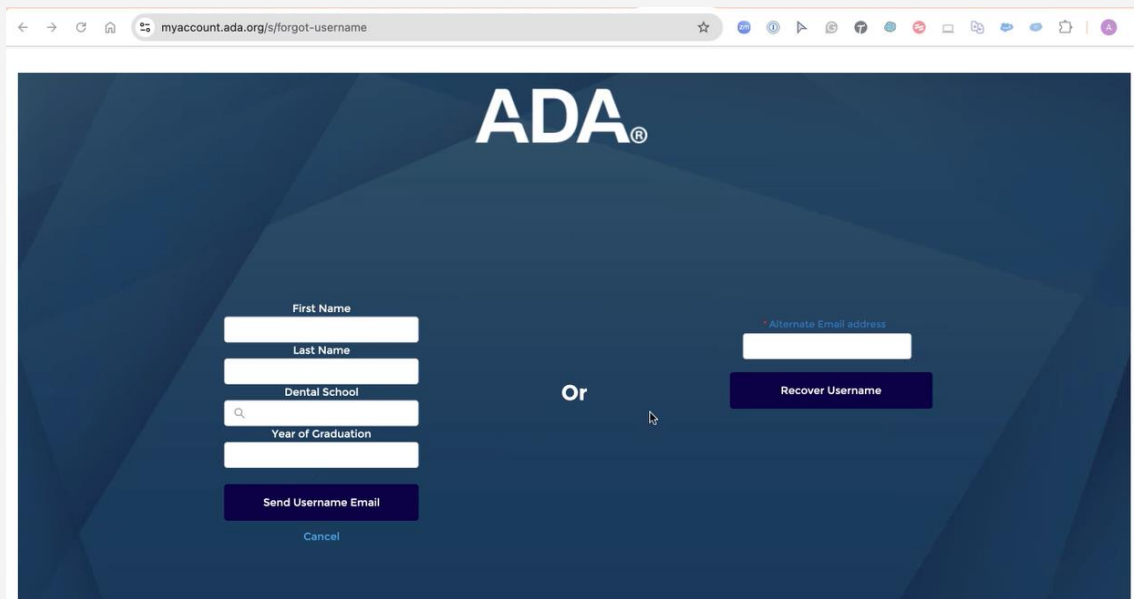 myaccount.ada.org/s/forgot-username
zm
A
ADA®
First Name
Last Name
Dental School
Year of Graduation
Send Username Email
Cancel
Or
* Alternate Email address
Recover Username